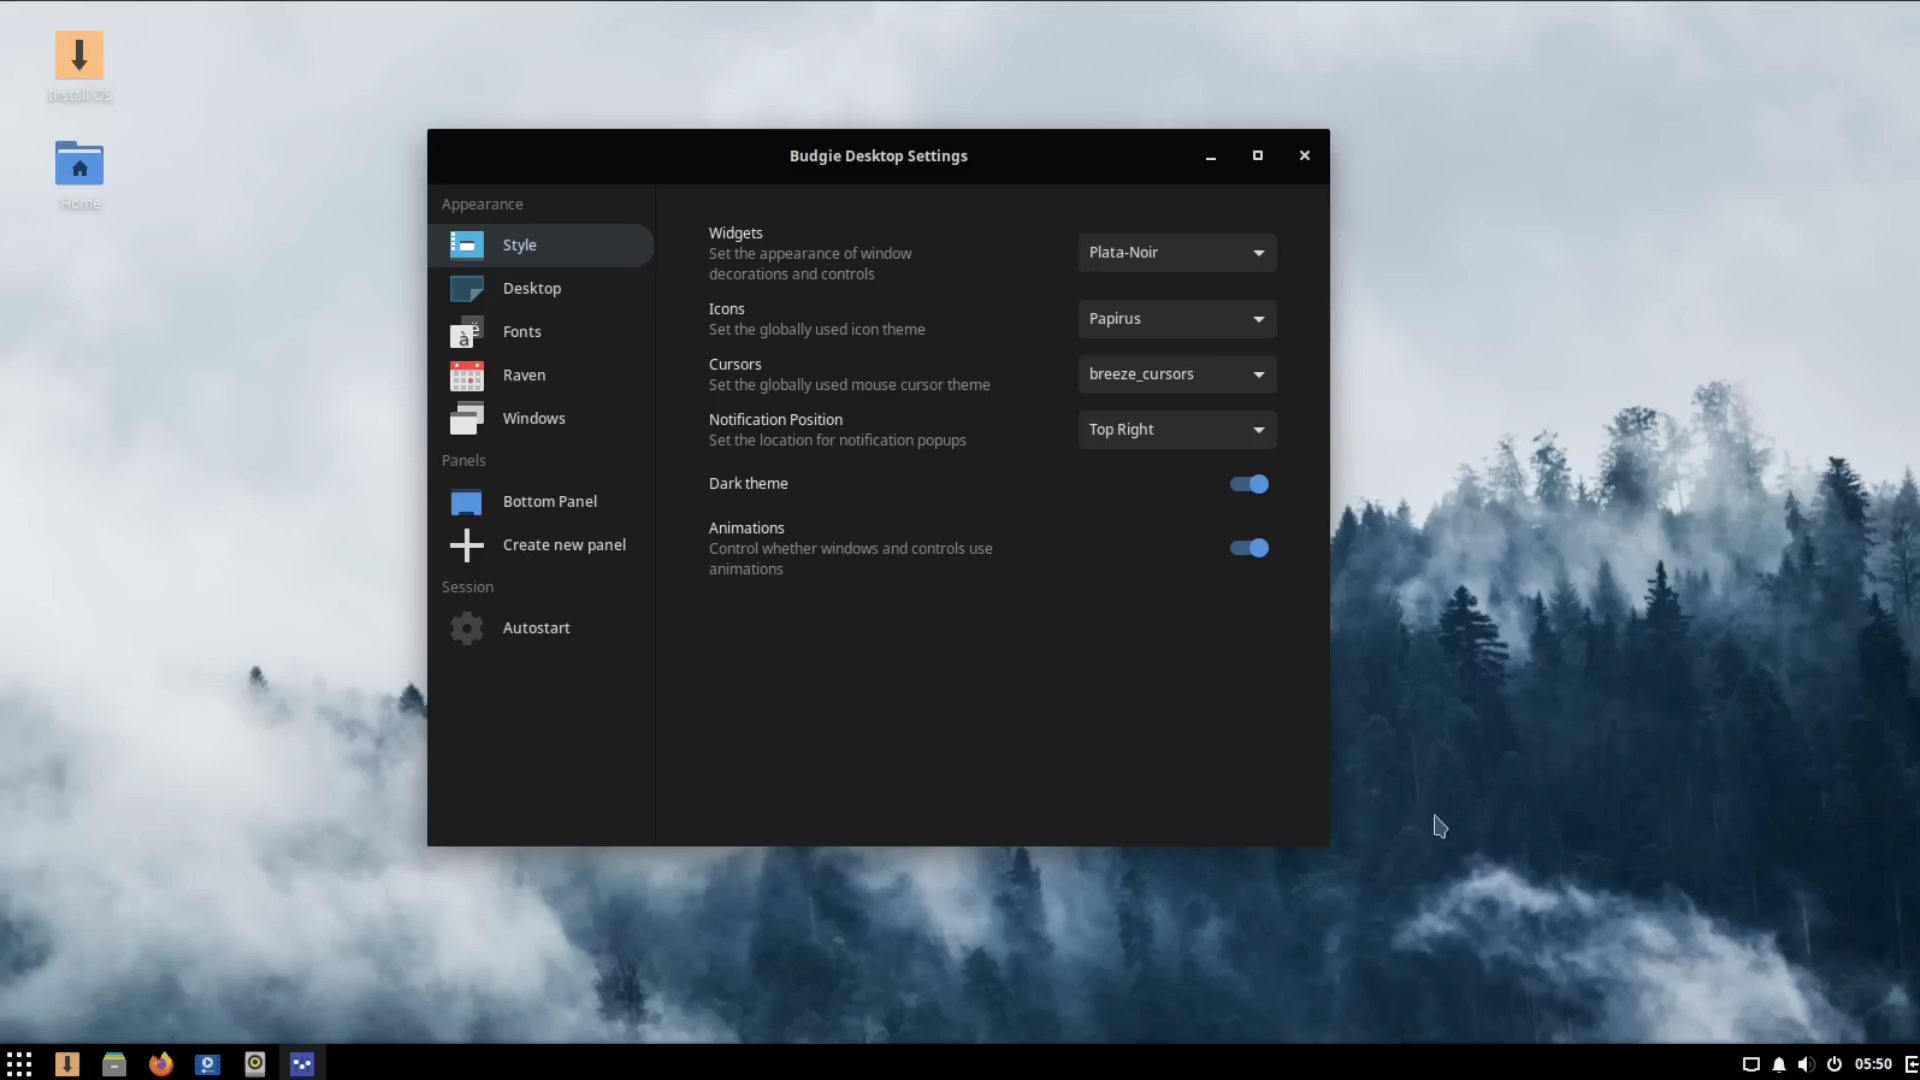 Install OS
Home
Budgie Desktop Settings
Appearance
Style
Desktop
Fonts
Raven
Windows
Panels
Bottom Panel
Create new panel
Session
Autostart
Widgets
Set the appearance of window
decorations and controls
Plata-Noir
Icons
Set the globally used icon theme
Papirus
Cursors
Set the globally used mouse cursor theme
breeze_cursors
Notification Position
Set the location for notification popups
Top Right
Dark theme
Animations
Control whether windows and controls use
animations
05:50